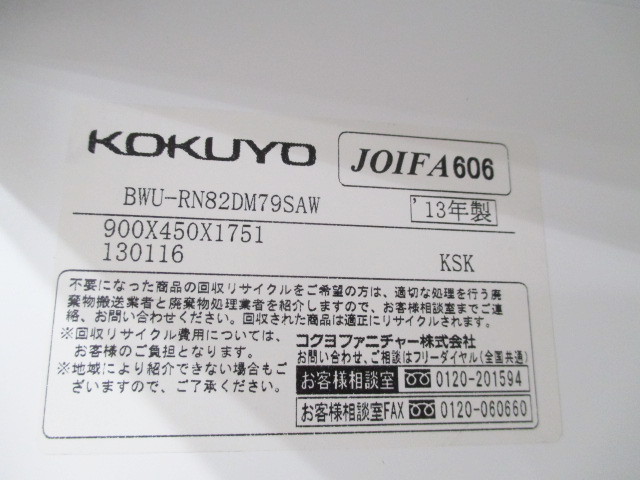 KOKUYO
JOIFA606
BWU-RN82DM79SAW
'13年製
900X450X1751
130116 KSK
不要になった商品の回収リサイクルをご希望の方は、適切な処理を行う廃
棄物搬送業者と廃棄物処理業者を紹介しますので、お客様相談室までご連
絡、お問い合わせください。回収された商品は適正にリサイクルされます。
※回収リサイクル費用については、
お客様のご負担となります。
※地域により紹介できない場合もご
ざいますので、ご了承ください。
コクヨファニチャー株式会社
お問い合わせ、ご相談はフリーダイヤル(全国共通)
お客様相談室 0120-201594
お客様相談室FAX 0120-060660